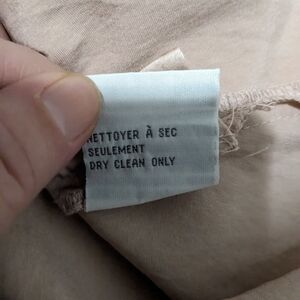 NETTOYER À SEC
SEULEMENT
DRY CLEAN ONLY